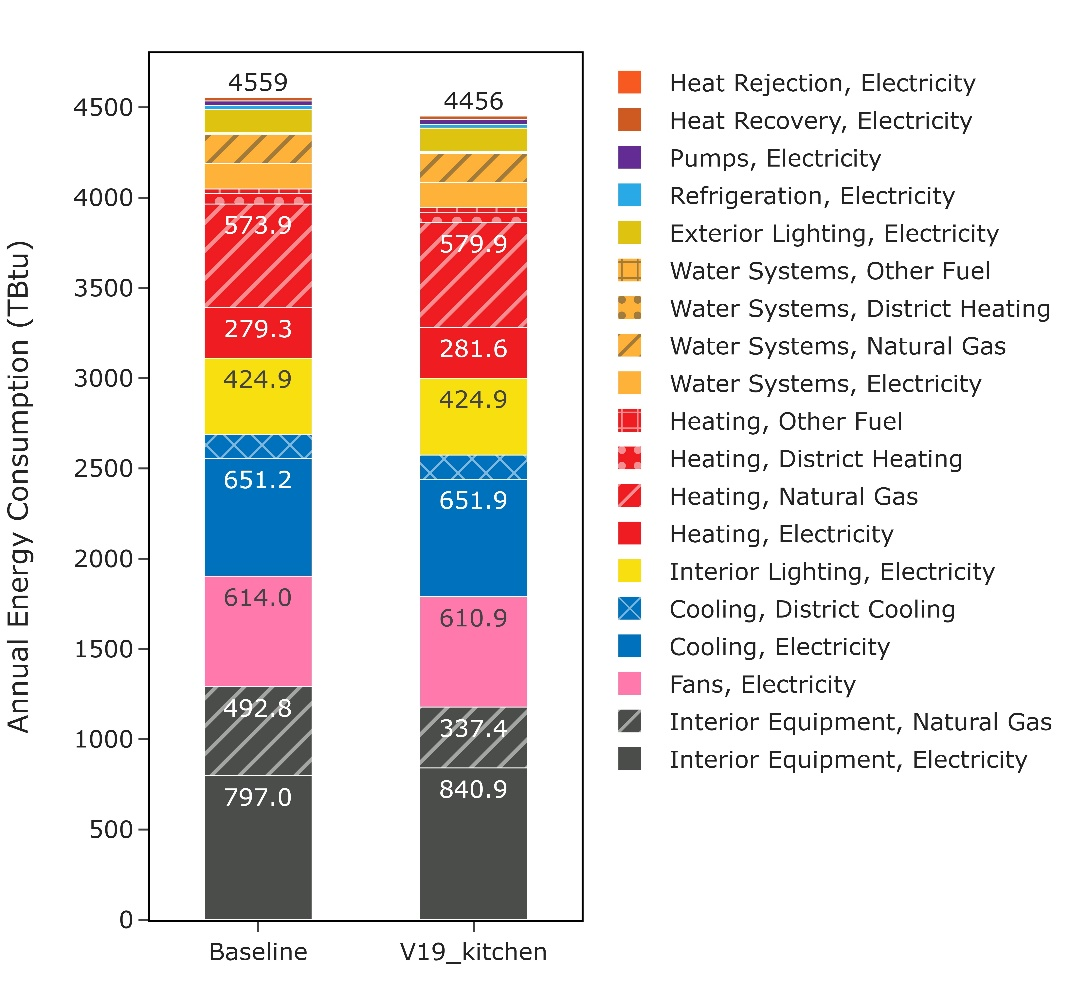 Annual Energy Consumption (TBtu)
4500
4000
3500
3000
2500
2000
1500
1000
500
0
4559
573.9
279.3
424.9
651.2
614.0
492.8
797.0
Baseline
4456
579.9
281.6
424.9
651.9
610.9
337.4
840.9
V19_kitchen
Heat Rejection, Electricity
Heat Recovery, Electricity
Pumps, Electricity
Refrigeration, Electricity
Exterior Lighting, Electricity
Water Systems, Other Fuel
Water Systems, District Heating
Water Systems, Natural Gas
Water Systems, Electricity
Heating, Other Fuel
Heating, District Heating
Heating, Natural Gas
Heating, Electricity
Interior Lighting, Electricity
Cooling, District Cooling
Cooling, Electricity
Fans, Electricity
Interior Equipment, Natural Gas
Interior Equipment, Electricity